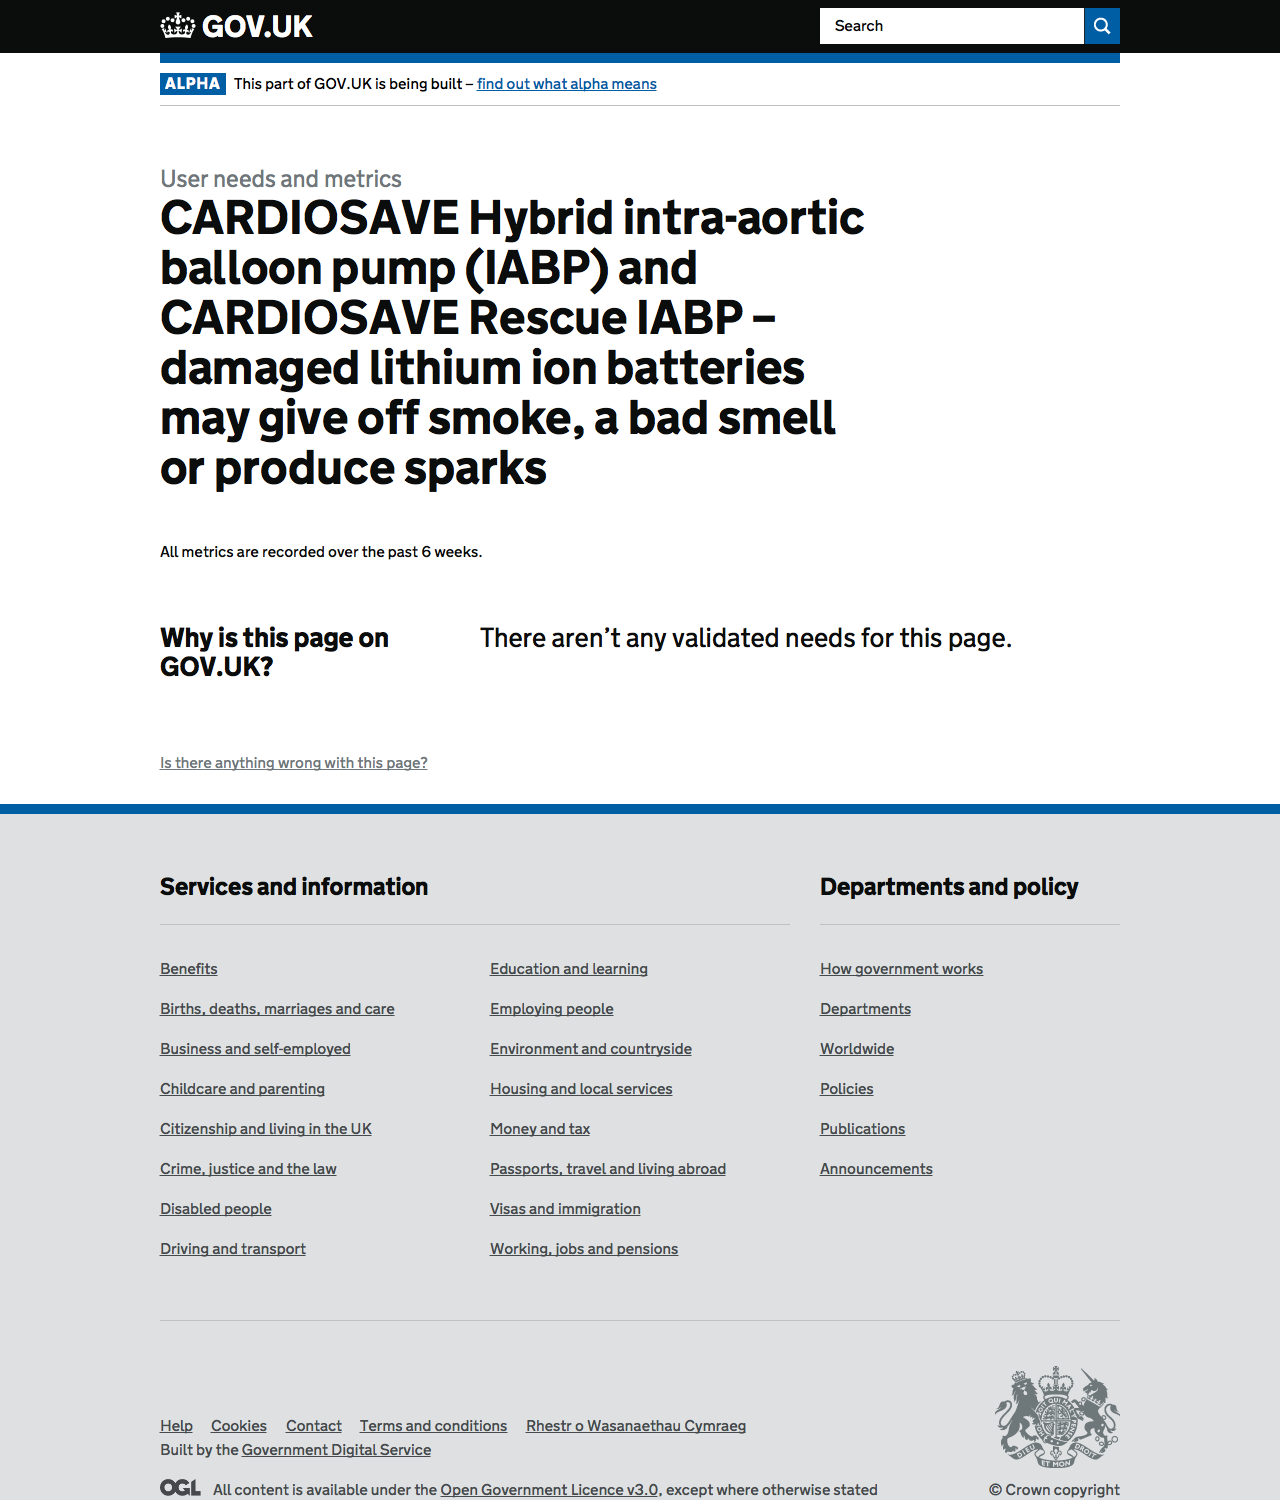 GOV.UK
Search
ALPHA This part of GOV.UK is being built – find out what alpha means
User needs and metrics
CARDIOSAVE Hybrid intra-aortic
balloon pump (IABP) and
CARDIOSAVE Rescue IABP –
damaged lithium ion batteries
may give off smoke, a bad smell
or produce sparks
All metrics are recorded over the past 6 weeks.
Why is this page on
GOV.UK?
There aren’t any validated needs for this page.
Is there anything wrong with this page?
Services and information
Benefits
Births, deaths, marriages and care
Business and self-employed
Childcare and parenting
Citizenship and living in the UK
Crime, justice and the law
Disabled people
Driving and transport
Education and learning
Employing people
Environment and countryside
Housing and local services
Money and tax
Passports, travel and living abroad
Visas and immigration
Working, jobs and pensions
Departments and policy
How government works
Departments
Worldwide
Policies
Publications
Announcements
Help Cookies Contact Terms and conditions Rhestr o Wasanaethau Cymraeg
Built by the Government Digital Service
OGL All content is available under the Open Government Licence v3.0, except where otherwise stated
DIEU ET MON DROIT
© Crown copyright